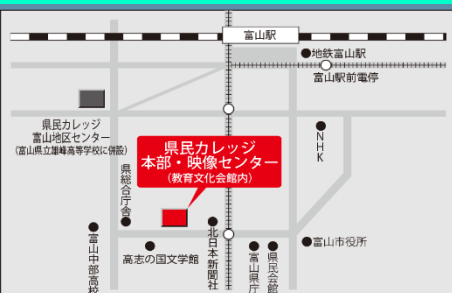 富山駅
地鉄富山駅
富山駅前電停
県民カレッジ
富山地区センター
(富山県立雄峰高等学校に併設)
NHK
県民カレッジ
本部・映像センター
(教育文化会館内)
県総合庁舎
富山中部高校
高志の国文学館
北日本新聞社
富山県庁
県民会館
富山市役所